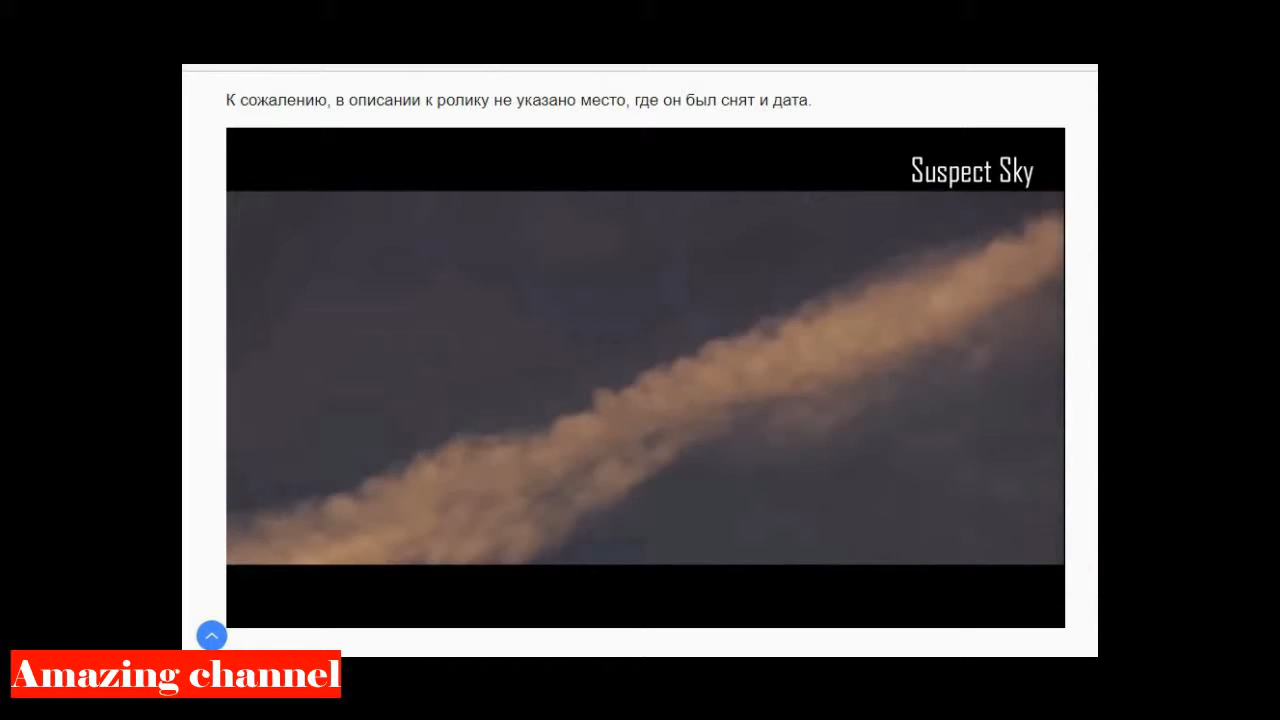 К сожалению, в описании к ролику не указано место, где он был снят и дата.
Suspect Sky
Amazing channel